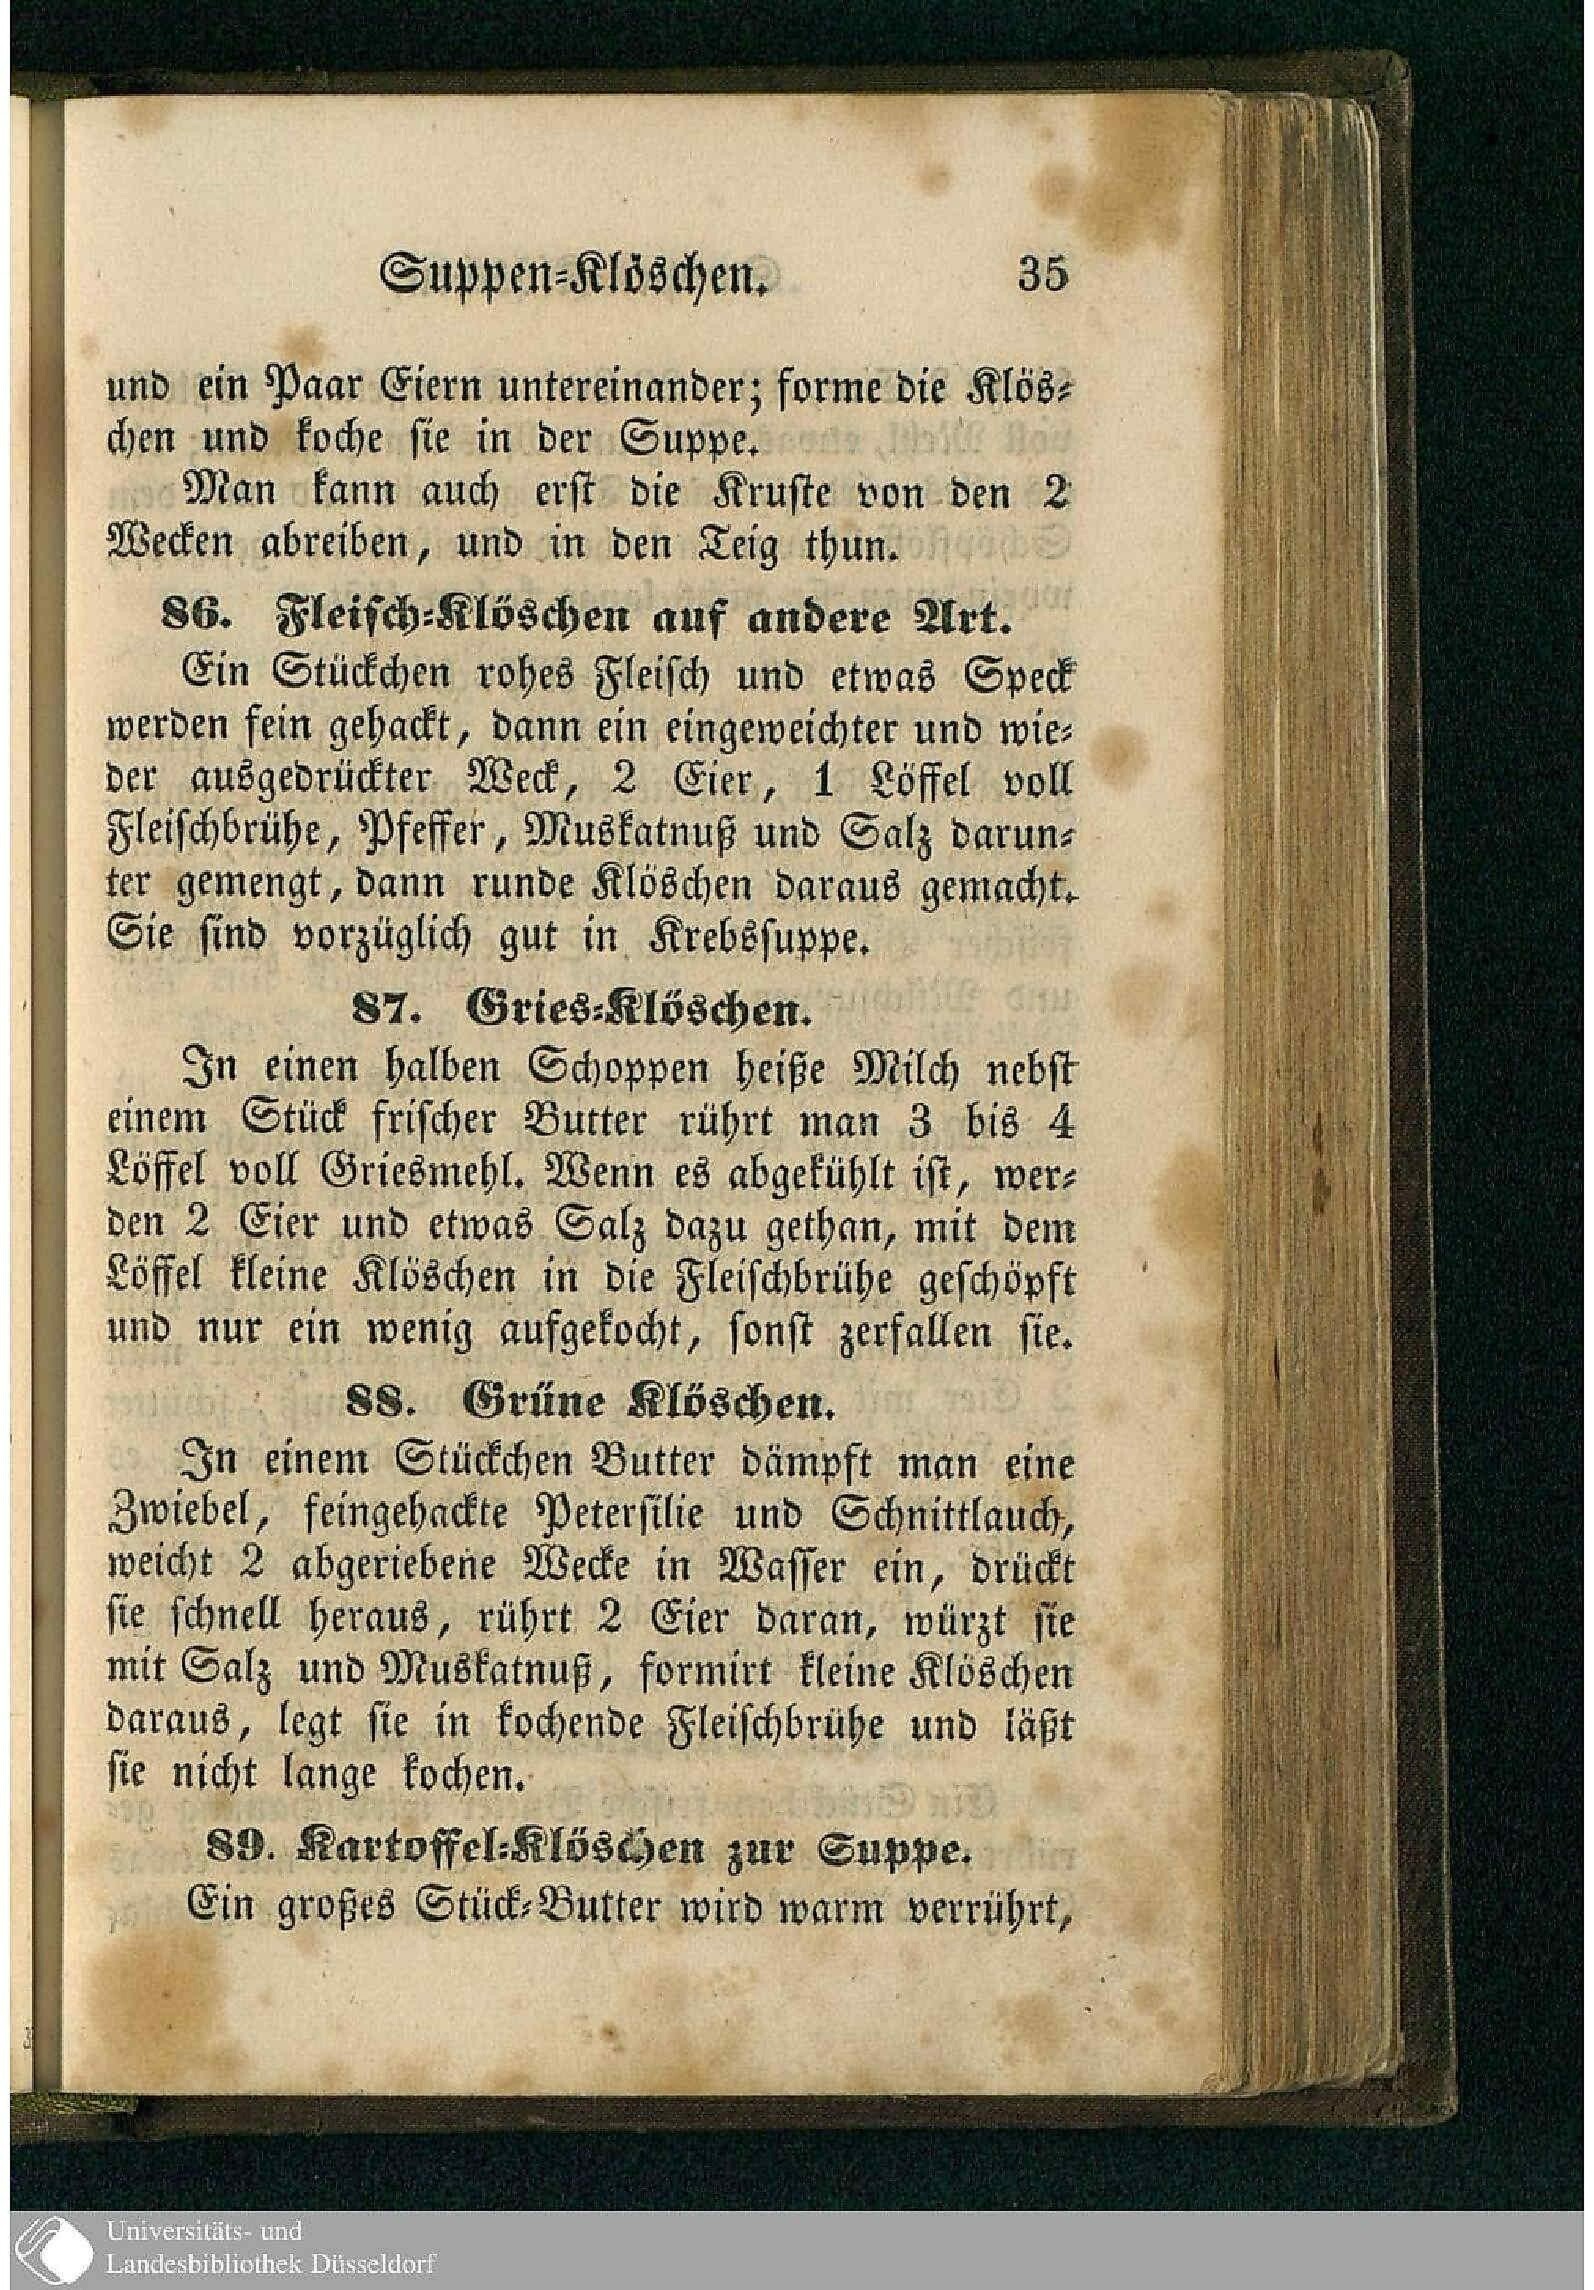 Suppen-Klöschen. 35
und ein Paar Eiern untereinander; forme die Klös-
chen und koche sie in der Suppe.
Man kann auch erst die Kruste von den 2
Wecken abreiben, und in den Teig thun.
86. Fleisch-Klöschen auf andere Art.
Ein Stückchen rohes Fleisch und etwas Speck
werden fein gehackt, dann ein eingeweichter und wie-
der ausgedrückter Weck, 2 Eier, 1 Löffel voll
Fleischbrühe, Pfeffer, Muskatnuß und Salz darun-
ter gemengt, dann runde Klöschen daraus gemacht.
Sie sind vorzüglich gut in Krebssuppe.
87. Gries-Klöschen.
In einen halben Schoppen heiße Milch nebst
einem Stück frischer Butter rührt man 3 bis 4
Löffel voll Griesmehl. Wenn es abgekühlt ist, wer-
den 2 Eier und etwas Salz dazu gethan, mit dem
Löffel kleine Klöschen in die Fleischbrühe geschöpft
und nur ein wenig aufgekocht, sonst zerfallen sie.
88. Grüne Klöschen.
In einem Stückchen Butter dämpft man eine
Zwiebel, feingehackte Petersilie und Schnittlauch,
weicht 2 abgeriebene Wecke in Wasser ein, drückt
sie schnell heraus, rührt 2 Eier daran, würzt sie
mit Salz und Muskatnuß, formirt kleine Klöschen
daraus, legt sie in kochende Fleischbrühe und läßt
sie nicht lange kochen.
89. Kartoffel-Klöschen zur Suppe.
Ein großes Stück-Butter wird warm verrührt,
Universitäts- und
Landesbibliothek Düsseldorf